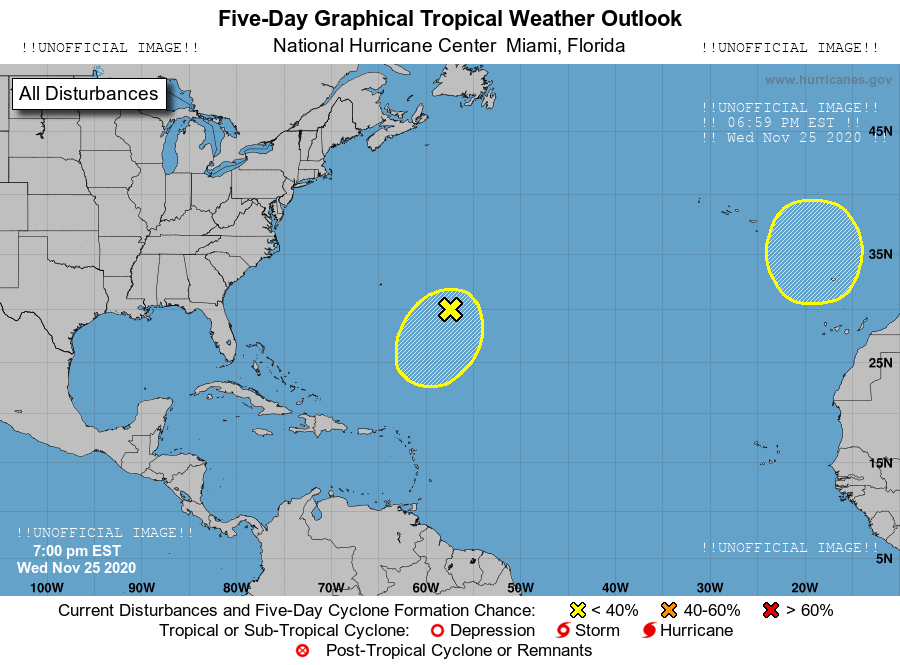 Five-Day Graphical Tropical Weather Outlook
!!UNOFFICIAL IMAGE!! National Hurricane Center Miami, Florida !!UNOFFICIAL IMAGE!!
www.hurricanes.gov
All Disturbances
!!UNOFFICIAL IMAGE!!
!! 06:59 PM EST !!
!! Wed Nov 25 2020 !!
45N
35N
25N
15N
!!UNOFFICIAL IMAGE!!
7:00 pm EST
Wed Nov 25 2020
!!UNOFFICIAL IMAGE!!
5N
100W 90W 80W 70W 60W 50W 40W 30W 20W
Current Disturbances and Five-Day Cyclone Formation Chance: < 40% 40-60% > 60%
Tropical or Sub-Tropical Cyclone: Depression Storm Hurricane
Post-Tropical Cyclone or Remnants